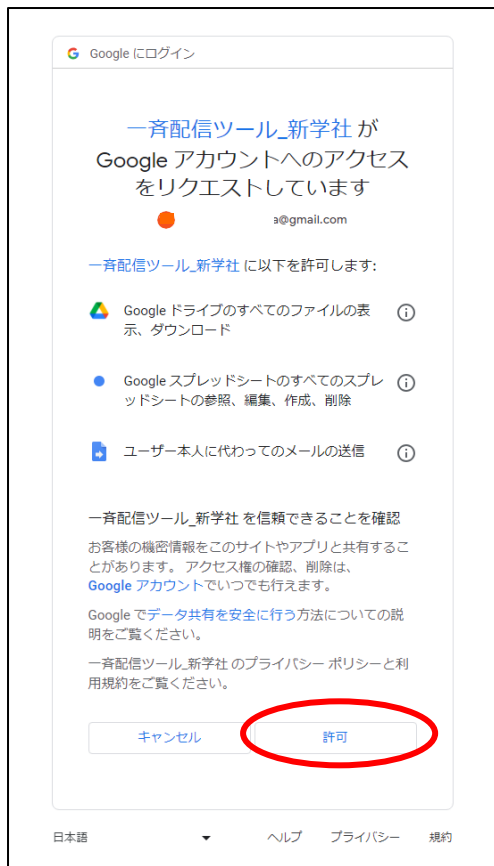 Google にログイン
一斉配信ツール_新学社 が
Google アカウントへのアクセス
をリクエストしています
a@gmail.com
一斉配信ツール_新学社 に以下を許可します:
Google ドライブのすべてのファイルの表
示、ダウンロード
Google スプレッドシートのすべてのスプレ
ッドシートの参照、編集、作成、削除
ユーザー本人に代わってのメールの送信
一斉配信ツール_新学社 を信頼できることを確認
お客様の機密情報をこのサイトやアプリと共有するこ
とがあります。 アクセス権の確認、削除は、
Google アカウントでいつでも行えます。
Google でデータ共有を安全に行う方法についての説
明をご覧ください。
一斉配信ツール_新学社 のプライバシー ポリシーと利
用規約をご覧ください。
キャンセル 許可
日本語 ヘルプ プライバシー 規約